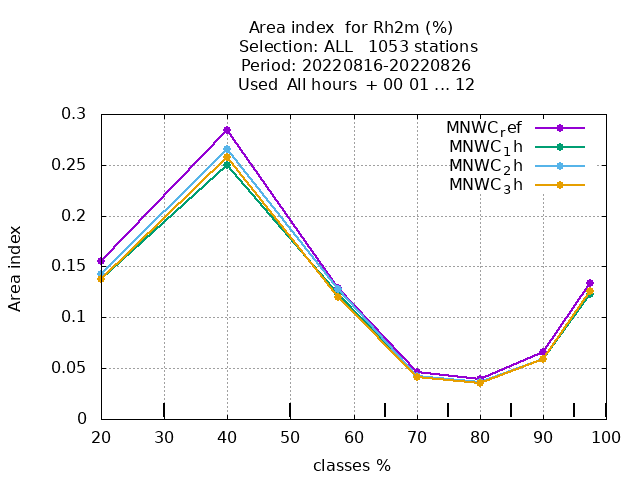 Area index for Rh2m (%)
Selection: ALL 1053 stations
Period: 20220816-20220826
Used All hours + 00 01 ... 12
MNWC_ref
MNWC_1h
MNWC_2h
MNWC_3h
0.3
0.25
0.2
0.15
0.1
0.05
0
Area index
20 30 40 50 60 70 80 90 100
classes %